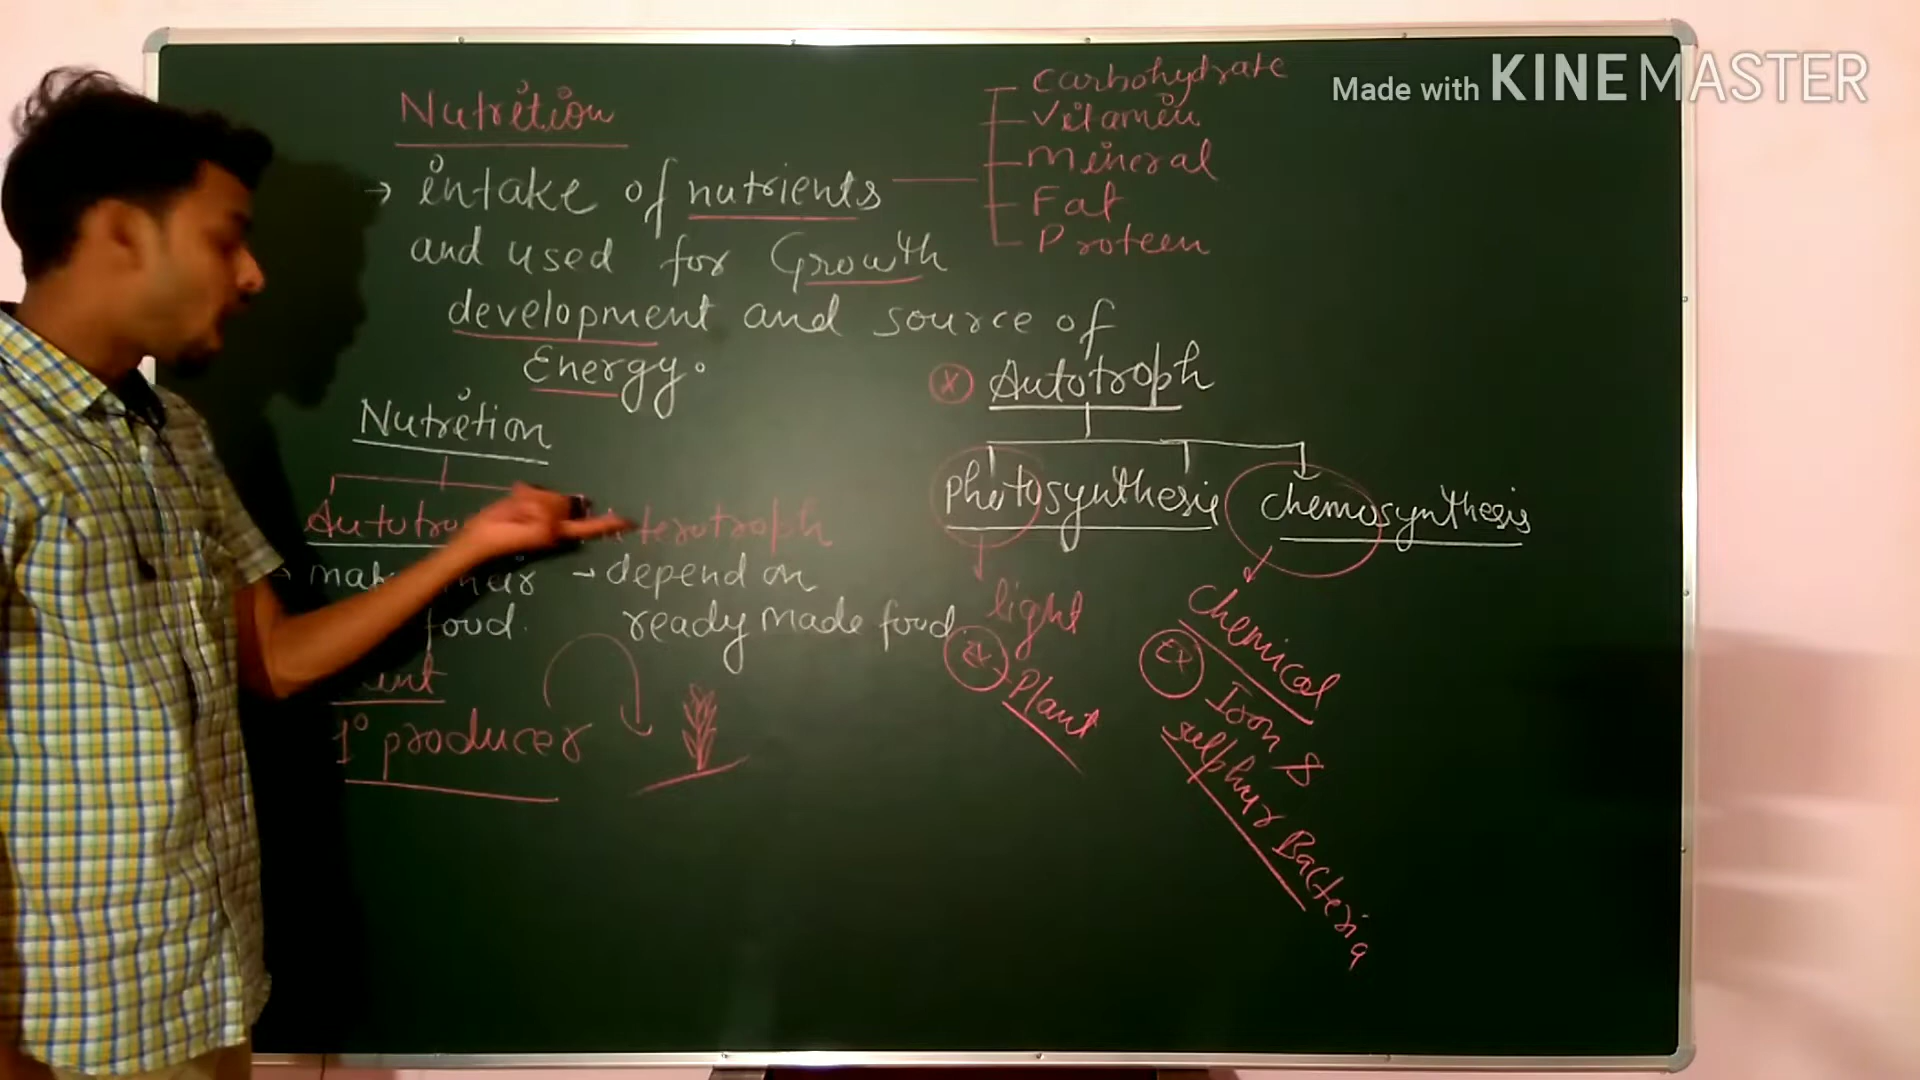 Made with KINEMASTER
Nutrition
→ intake of nutrients
Carbohydrate
Vitamin
Mineral
Fat
Proteen
and used for Growth
development and source of
Energy.
Nutrition
Heterotroph
→ depend on
ready made food.
food.
1° producer
Autotroph
Photosynthesis
Chemosynthesis
light
Ex
Plant
Chemical
Ex
Iron &
sulphur Bacteria